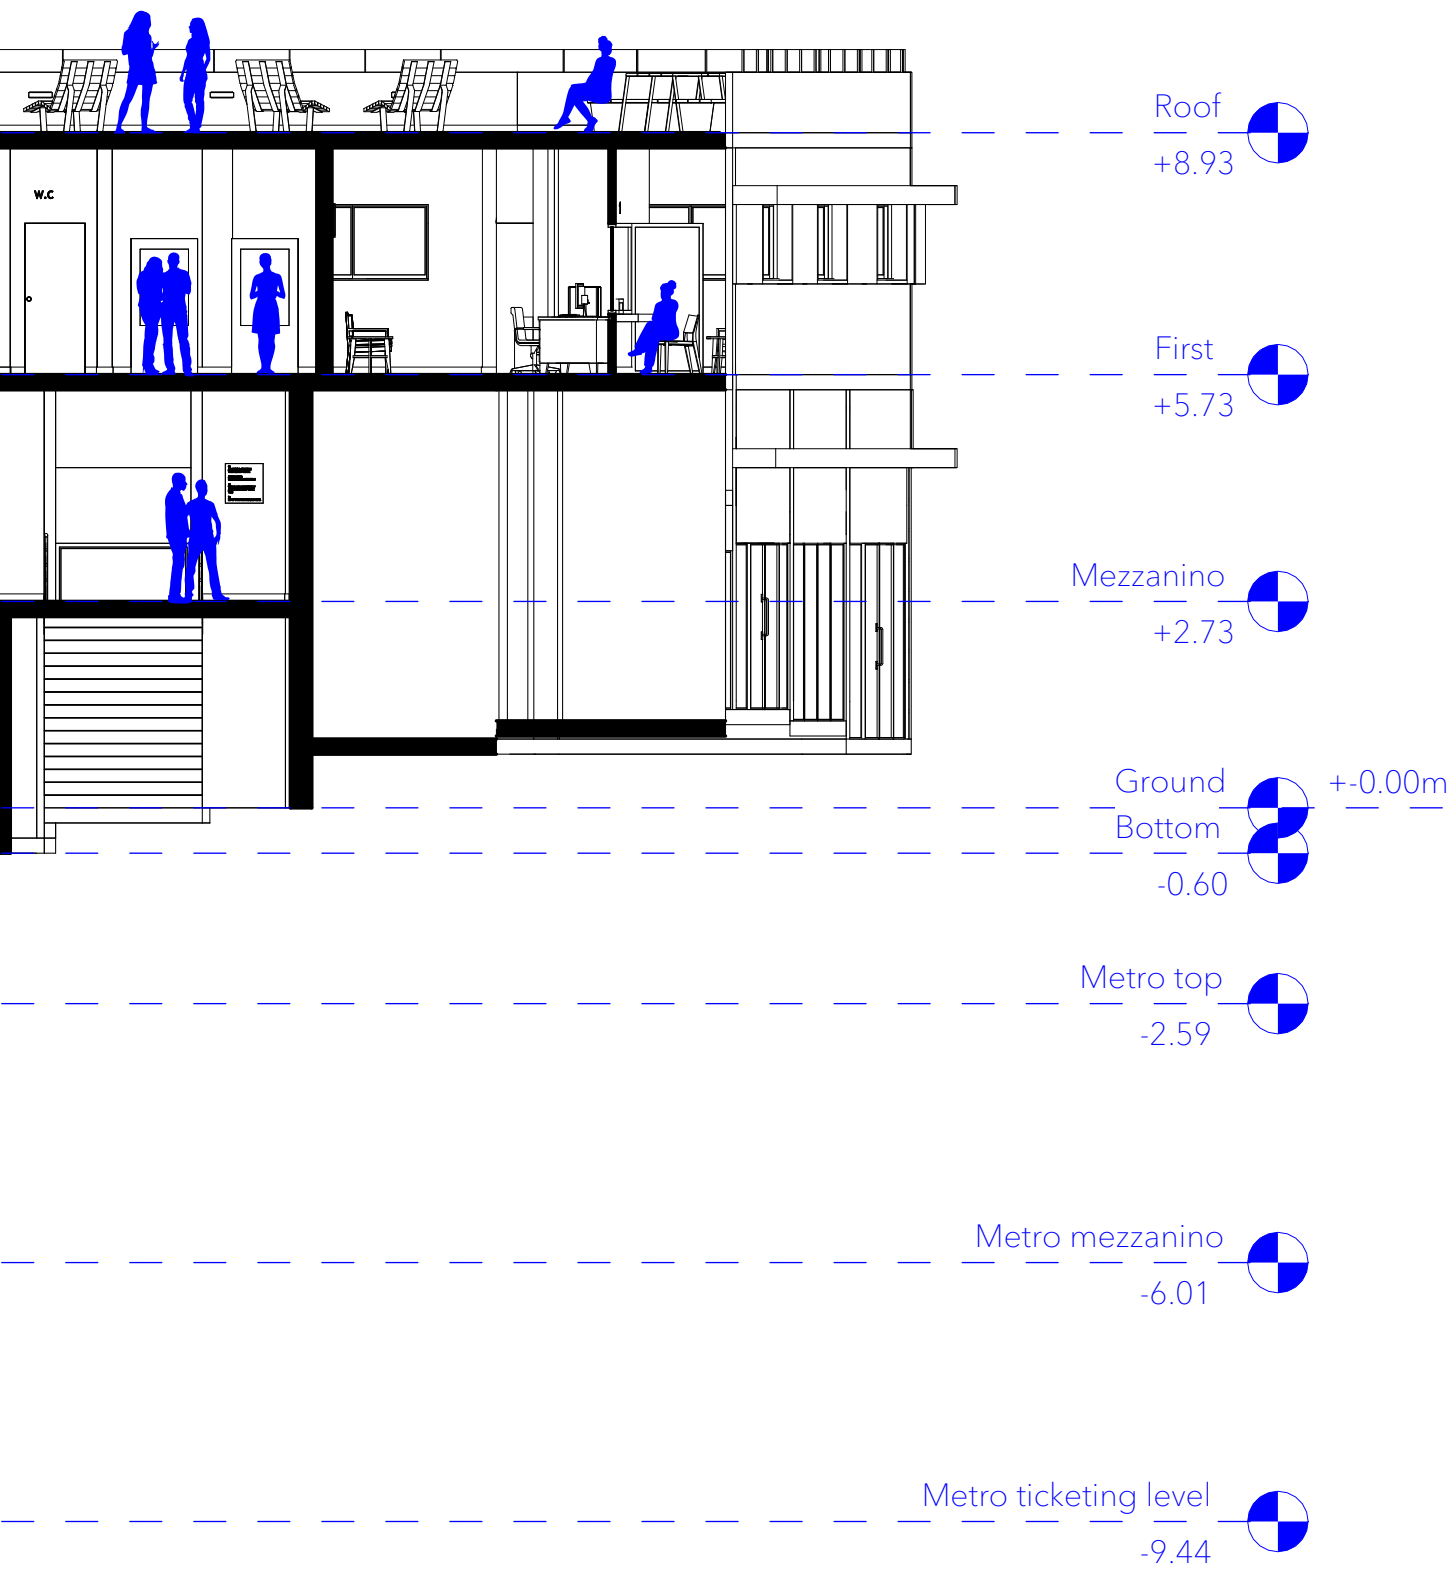 Roof
+8.93
W.C
First
+5.73
Mezzanino
+2.73
Ground +-0.00m
Bottom
-0.60
Metro top
-2.59
Metro mezzanino
-6.01
Metro ticketing level
-9.44